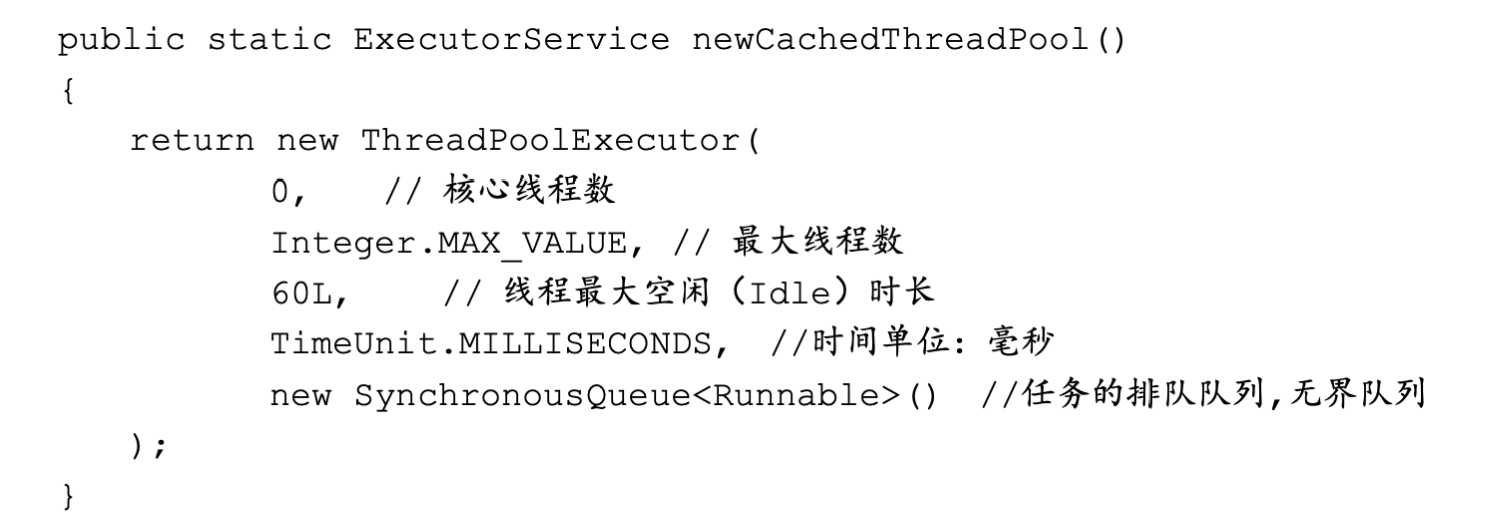 public static ExecutorService newCachedThreadPool()
{
return new ThreadPoolExecutor(
0, // 核心线程数
Integer.MAX_VALUE, // 最大线程数
60L, // 线程最大空闲（Idle）时长
TimeUnit.MILLISECONDS, //时间单位：毫秒
new SynchronousQueue<Runnable>() //任务的排队队列,无界队列
);
}